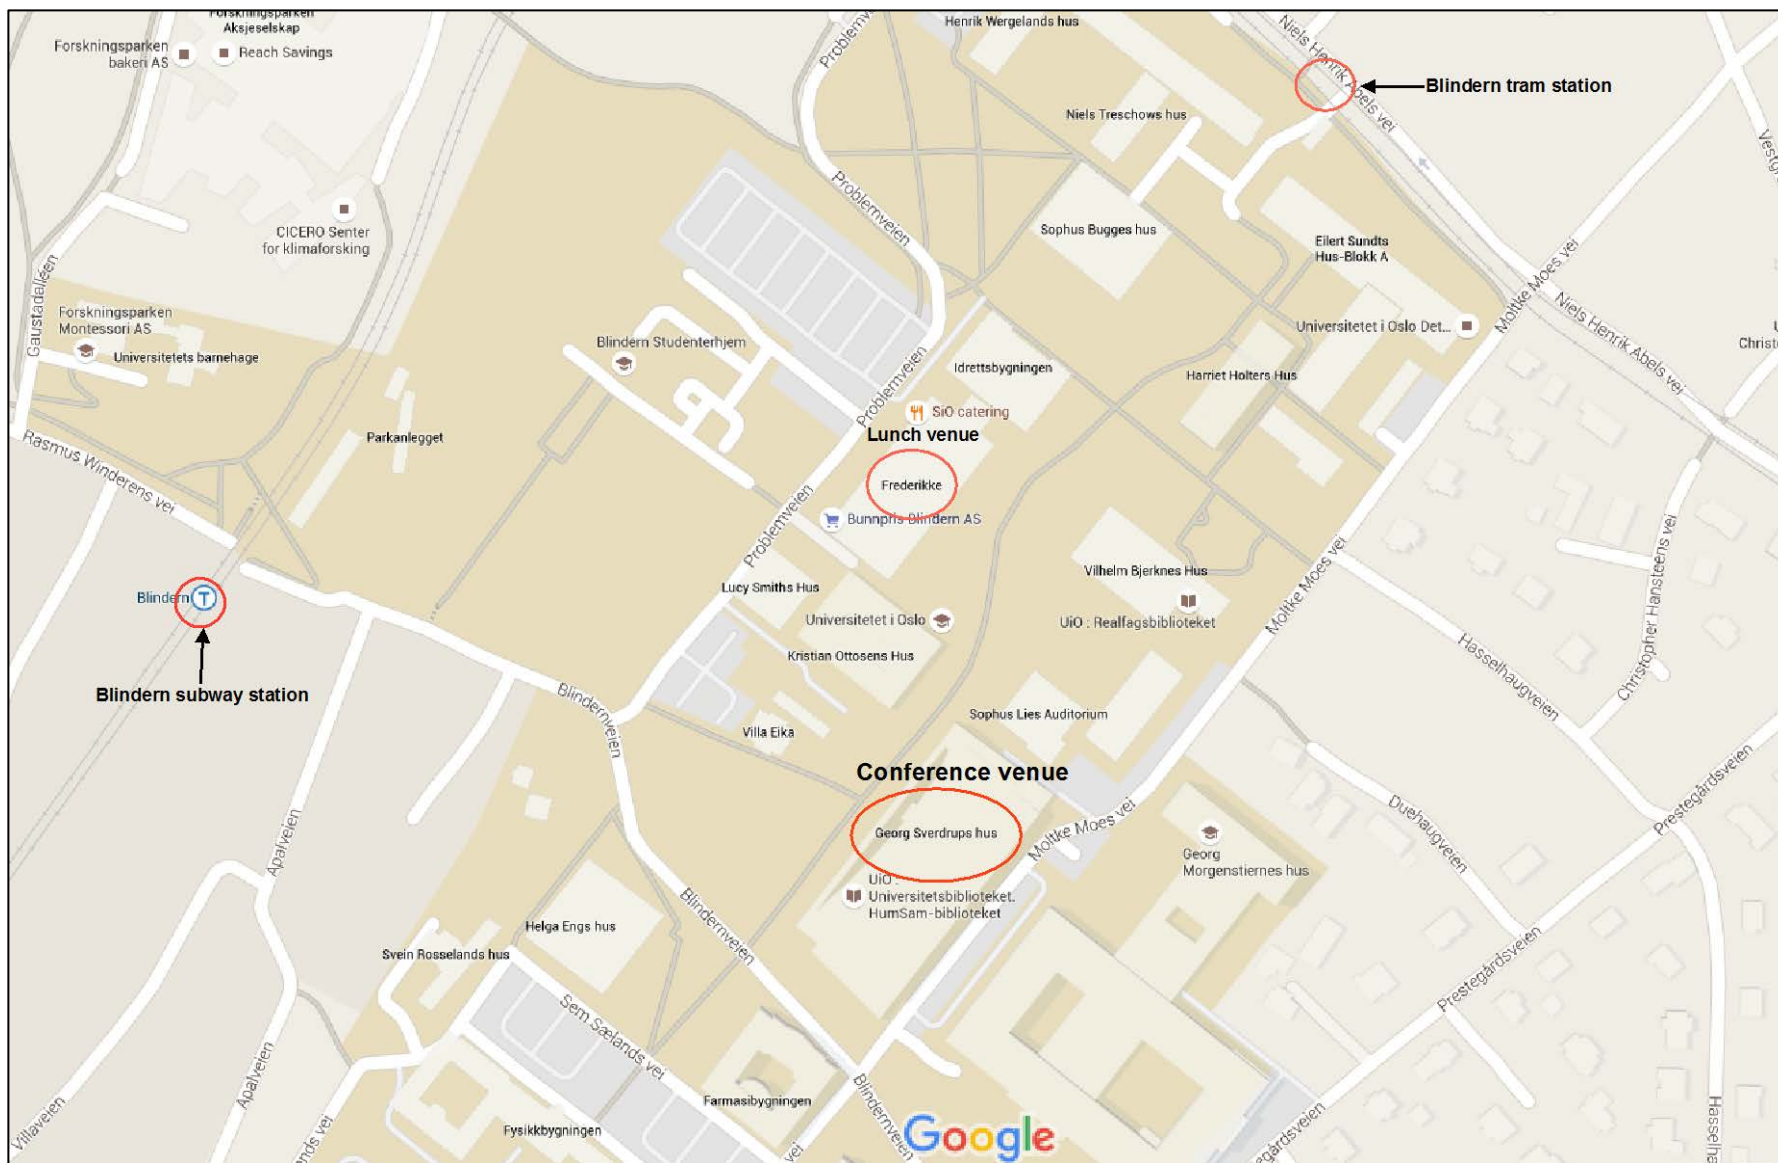 Forskningsparken
Aksjeselskap
Forskningsparken
bakeri AS
Reach Savings
Henrik Wergelands hus
Problemveien
Niels Henrik Abels vei
Blindern tram station
Niels Treschows hus
CICERO Senter
for klimaforsking
Problemveien
Sophus Bugges hus
Eilert Sundts
Hus-Blokk A
Moltke Moes vei
Gaustadalléen
Forskningsparken
Montessori AS
Universitetets barnehage
Blindern Studenterhjem
Problemveien
Idrettsbygningen
Universitetet i Oslo Det...
Niels Henrik Abels vei
Christ
Harriet Holters Hus
SiO catering
Lunch venue
Parkanlegget
Rasmus Winderens vei
Frederikke
Problemveien
Bunnpris Blindern AS
Vilhelm Bjerknes Hus
Moltke Moes vei
Christopher Hansteens vei
Blindern
Lucy Smiths Hus
Universitetet i Oslo
UiO : Realfagsbiblioteket
Kristian Ottosens Hus
Hasselhaugveien
Blindern subway station
Blindernveien
Villa Eika
Sophus Lies Auditorium
Conference venue
Georg Sverdrups hus
Moltke Moes vei
Duehaugveien
Prestegårdsveien
Apalveien
Georg
Morgenstiernes hus
UiO :
Universitetsbiblioteket.
HumSam-biblioteket
Blindernveien
Helga Engs hus
Svein Rosselands hus
Prestegårdsveien
Sem Sælands vei
Apalveien
Villaveien
Farmasibygningen
Fysikkbygningen
Blindernveien
Google